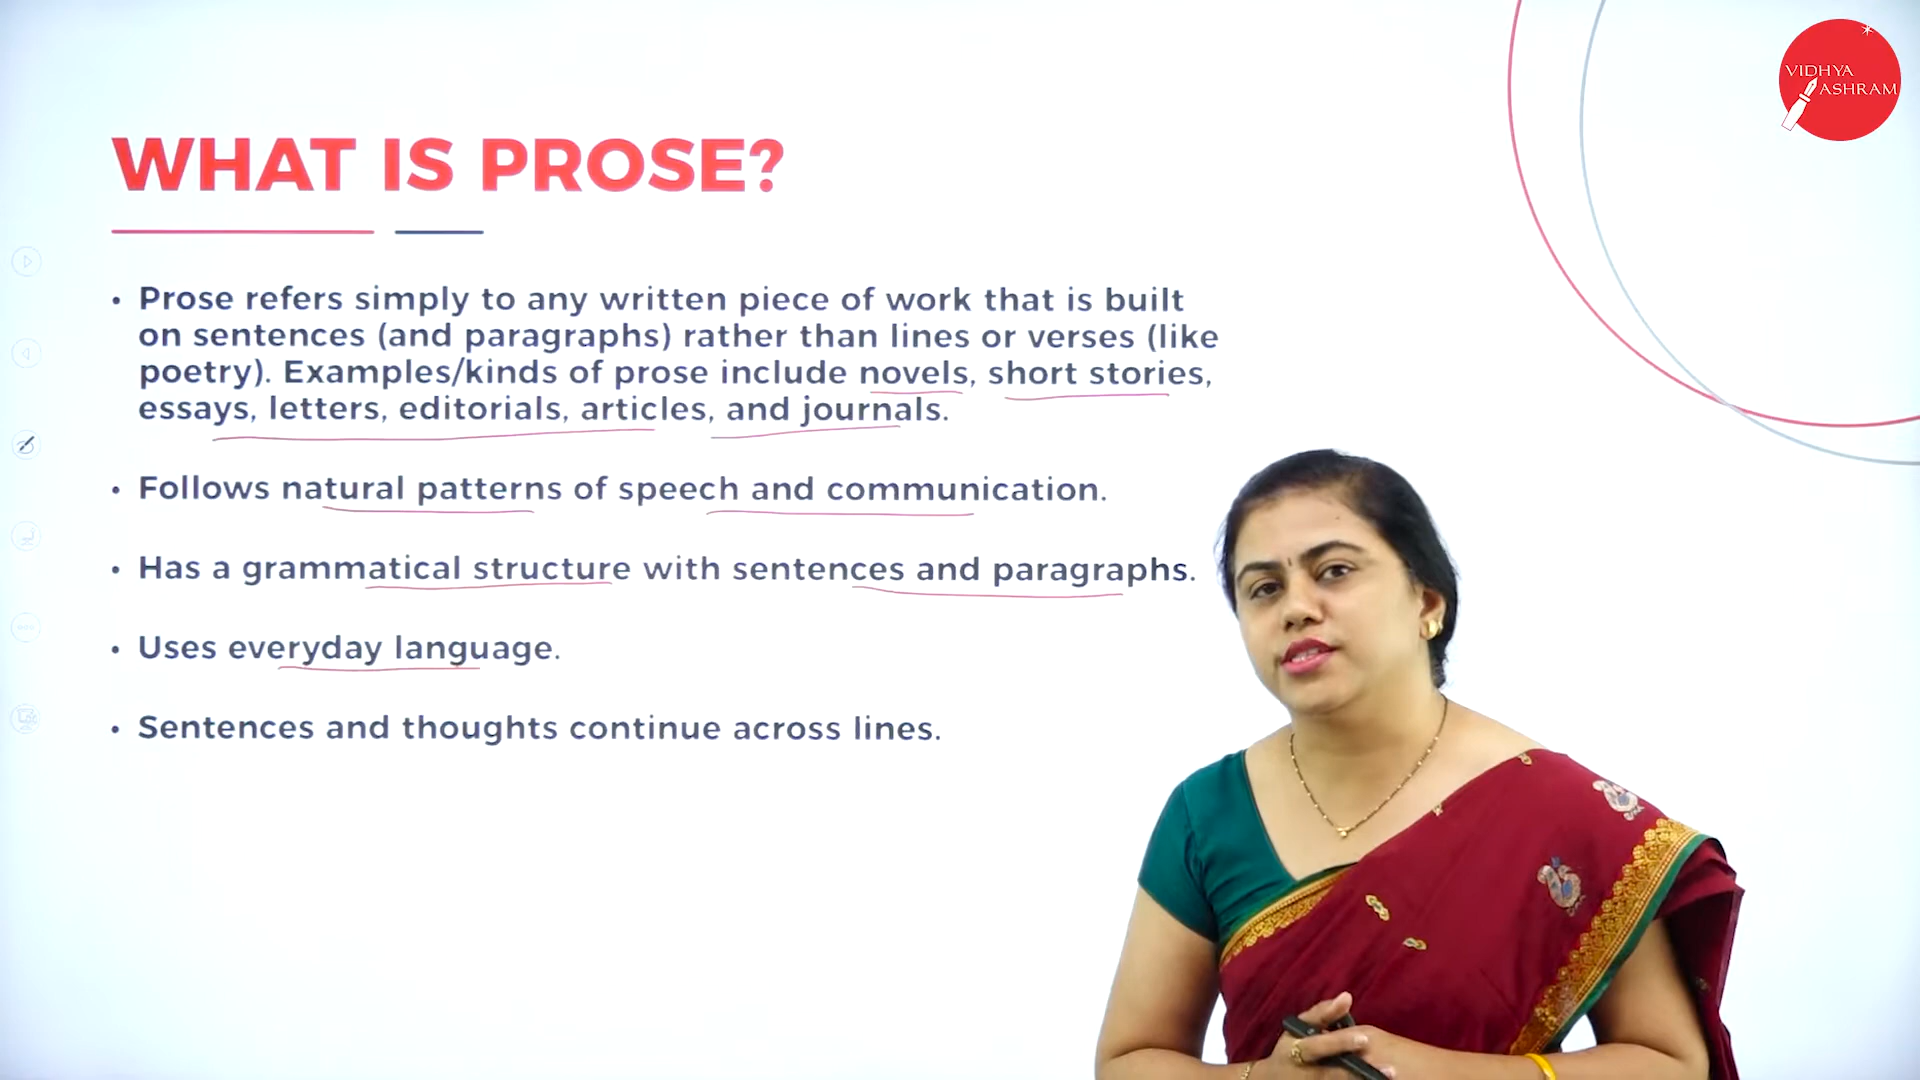 VIDHYA
ASHRAM
WHAT IS PROSE?
• Prose refers simply to any written piece of work that is built
on sentences (and paragraphs) rather than lines or verses (like
poetry). Examples/kinds of prose include novels, short stories,
essays, letters, editorials, articles, and journals.
• Follows natural patterns of speech and communication.
• Has a grammatical structure with sentences and paragraphs.
• Uses everyday language.
• Sentences and thoughts continue across lines.